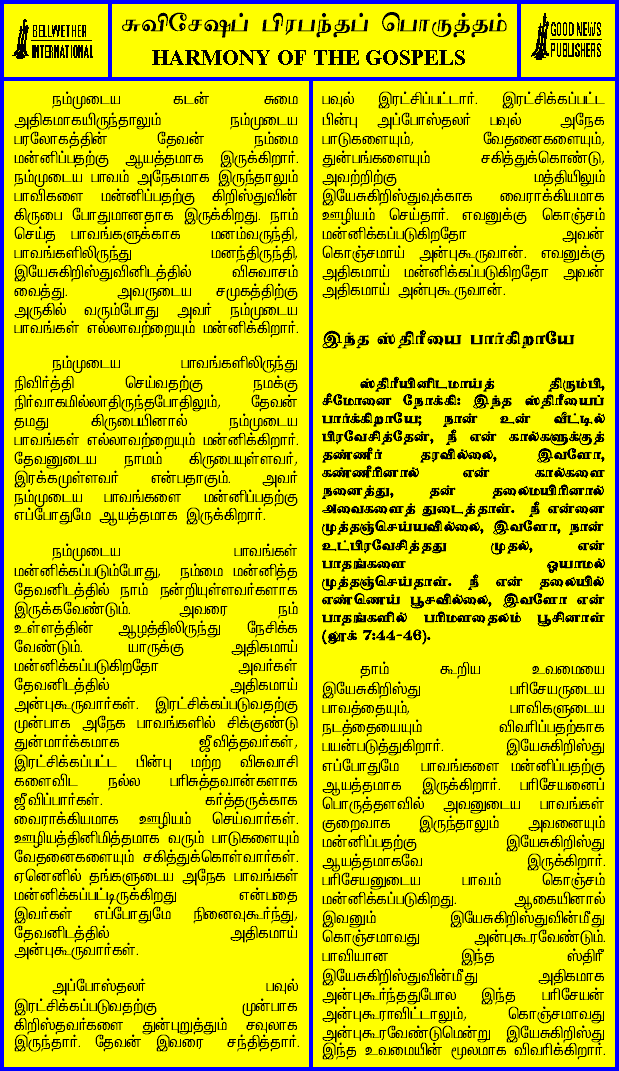 BELLWETHER
INTERNATIONAL
சுவிசேஷப் பிரபந்தப் பொருத்தம்
HARMONY OF THE GOSPELS
GOOD NEWS
PUBLISHERS
நம்முடைய கடன் சுமை
அதிகமாகயிருந்தாலும் நம்முடைய
பரலோகத்தின் தேவன் நம்மை
மன்னிப்பதற்கு ஆயத்தமாக இருக்கிறார்.
நம்முடைய பாவம் அநேகமாக இருந்தாலும்
பாவிகளை மன்னிப்பதற்கு கிறிஸ்துவின்
கிருபை போதுமானதாக இருக்கிறது. நாம்
செய்த பாவங்களுக்காக மனம்வருந்தி,
பாவங்களிலிருந்து மனந்திருந்தி,
இயேசுகிறிஸ்துவினிடத்தில் விசுவாசம்
வைத்து. அவருடைய சமுகத்திற்கு
அருகில் வரும்போது அவர் நம்முடைய
பாவங்கள் எல்லாவற்றையும் மன்னிக்கிறார்.
நம்முடைய பாவங்களிலிருந்து
நிவிர்த்தி செய்வதற்கு நமக்கு
நிர்வாகமில்லாதிருந்தபோதிலும், தேவன்
தமது கிருபையினால் நம்முடைய
பாவங்கள் எல்லாவற்றையும் மன்னிக்கிறார்.
தேவனுடைய நாமம் கிருபையுள்ளவர்,
இரக்கமுள்ளவர் என்பதாகும். அவர்
நம்முடைய பாவங்களை மன்னிப்பதற்கு
எப்போதுமே ஆயத்தமாக இருக்கிறார்.
நம்முடைய பாவங்கள்
மன்னிக்கப்படும்போது, நம்மை மன்னித்த
தேவனிடத்தில் நாம் நன்றியுள்ளவர்களாக
இருக்கவேண்டும். அவரை நம்
உள்ளத்தின் ஆழத்திலிருந்து நேசிக்க
வேண்டும். யாருக்கு அதிகமாய்
மன்னிக்கப்படுகிறதோ அவர்கள்
தேவனிடத்தில் அதிகமாய்
அன்புகூருவார்கள். இரட்சிக்கப்படுவதற்கு
முன்பாக அநேக பாவங்களில் சிக்குண்டு
துன்மார்க்கமாக ஜீவித்தவர்கள்,
இரட்சிக்கப்பட்ட பின்பு மற்ற விசுவாசி
களைவிட நல்ல பரிசுத்தவான்களாக
ஜீவிப்பார்கள். கர்த்தருக்காக
வைராக்கியமாக ஊழியம் செய்வார்கள்.
ஊழியத்தினிமித்தமாக வரும் பாடுகளையும்
வேதனைகளையும் சகித்துக்கொள்வார்கள்.
ஏனெனில் தங்களுடைய அநேக பாவங்கள்
மன்னிக்கப்பட்டிருக்கிறது என்பதை
இவர்கள் எப்போதுமே நினைவுகூர்ந்து,
தேவனிடத்தில் அதிகமாய்
அன்புகூருவார்கள்.
அப்போஸ்தலர் பவுல்
இரட்சிக்கப்படுவதற்கு முன்பாக
கிறிஸ்தவர்களை துன்புறுத்தும் சவுலாக
இருந்தார். தேவன் இவரை சந்தித்தார்.
பவுல் இரட்சிப்பட்டார். இரட்சிக்கப்பட்ட
பின்பு அப்போஸ்தலர் பவுல் அநேக
பாடுகளையும், வேதனைகளையும்,
துன்பங்களையும் சகித்துக்கொண்டு,
அவற்றிற்கு மத்தியிலும்
இயேசுகிறிஸ்துவுக்காக வைராக்கியமாக
ஊழியம் செய்தார். எவனுக்கு கொஞ்சம்
மன்னிக்கப்படுகிறதோ அவன்
கொஞ்சமாய் அன்புகூருவான். எவனுக்கு
அதிகமாய் மன்னிக்கப்படுகிறதோ அவன்
அதிகமாய் அன்புகூருவான்.
இந்த ஸ்திரீயை பார்கிறாயே
ஸ்திரீயினிடமாய்த் திரும்பி,
சீமோனை நோக்கி: இந்த ஸ்திரீயைப்
பார்க்கிறாயே; நான் உன் வீட்டில்
பிரவேசித்தேன், நீ என் கால்களுக்குத்
தண்ணீர் தரவில்லை, இவளோ,
கண்ணீரினால் என் கால்களை
நனைத்து, தன் தலைமயிரினால்
அவைகளைத் துடைத்தாள். நீ என்னை
முத்தஞ்செய்யவில்லை, இவளோ, நான்
உட்பிரவேசித்தது முதல், என்
பாதங்களை ஓயாமல்
முத்தஞ்செய்தாள். நீ என் தலையில்
எண்ணெய் பூசவில்லை, இவளோ என்
பாதங்களில் பரிமளதைலம் பூசினாள்
(லூக் 7:44-46).
தாம் கூறிய உவமையை
இயேசுகிறிஸ்து பரிசேயருடைய
பாவத்தையும், பாவிகளுடைய
நடத்தையையும் விவரிப்பதற்காக
பயன்படுத்துகிறார். இயேசுகிறிஸ்து
எப்போதுமே பாவங்களை மன்னிப்பதற்கு
ஆயத்தமாக இருக்கிறார். பரிசேயனைப்
பொருத்தளவில் அவனுடைய பாவங்கள்
குறைவாக இருந்தாலும் அவனையும்
மன்னிப்பதற்கு இயேசுகிறிஸ்து
ஆயத்தமாகவே இருக்கிறார்.
பரிசேயனுடைய பாவம் கொஞ்சம்
மன்னிக்கப்படுகிறது. ஆகையினால்
இவனும் இயேசுகிறிஸ்துவின்மீது
கொஞ்சமாவது அன்புகூரவேண்டும்.
பாவியான இந்த ஸ்திரீ
இயேசுகிறிஸ்துவின்மீது அதிகமாக
அன்புகூர்ந்ததுபோல இந்த பரிசேயன்
அன்புகூராவிட்டாலும், கொஞ்சமாவது
அன்புகூரவேண்டுமென்று இயேசுகிறிஸ்து
இந்த உவமையின் மூலமாக விவரிக்கிறார்.